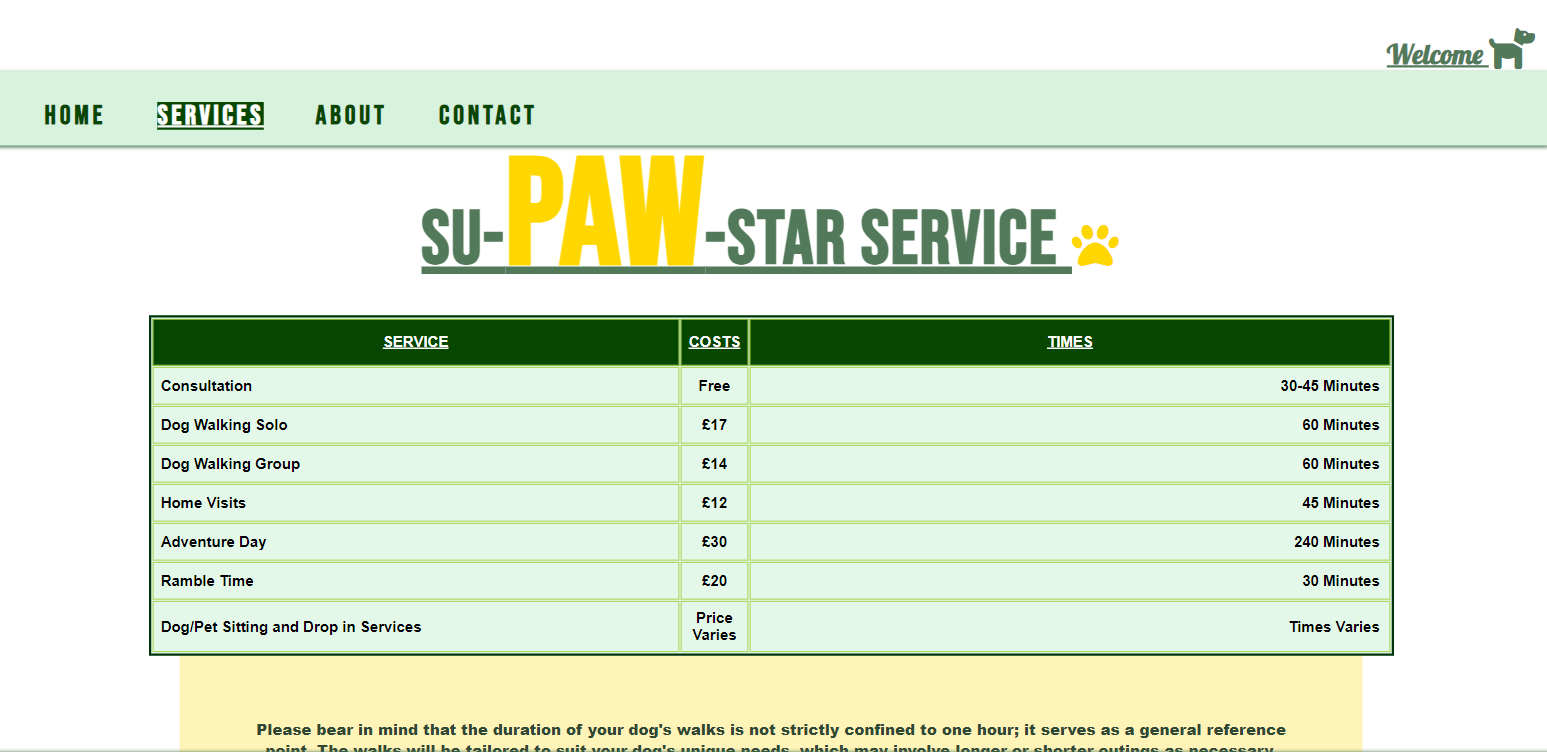 Welcome
HOME SERVICES ABOUT CONTACT
SU-PAW-STAR SERVICE
SERVICE COSTS TIMES
Consultation Free 30-45 Minutes
Dog Walking Solo £17 60 Minutes
Dog Walking Group £14 60 Minutes
Home Visits £12 45 Minutes
Adventure Day £30 240 Minutes
Ramble Time £20 30 Minutes
Dog/Pet Sitting and Drop in Services Price Varies Times Varies
Please bear in mind that the duration of your dog's walks is not strictly confined to one hour; it serves as a general reference
point. The walks will be tailored to suit your dog's unique needs, which may involve longer or shorter outings as necessary.